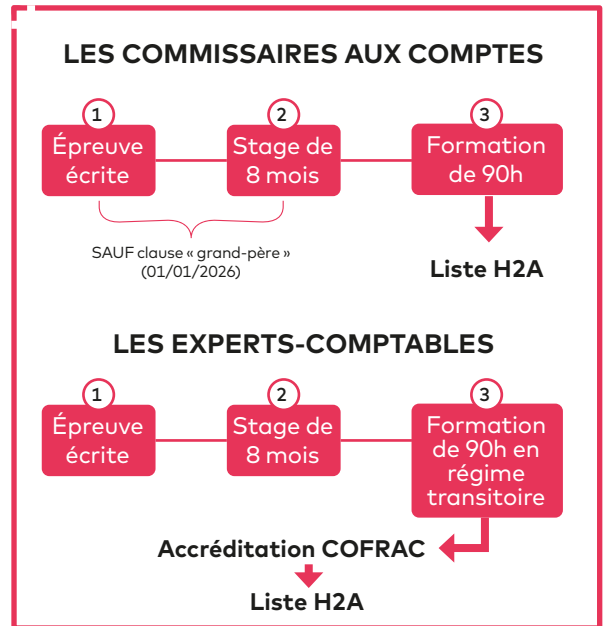 LES COMMISSAIRES AUX COMPTES
1
Épreuve
écrite
2
Stage de
8 mois
3
Formation
de 90h
SAUF clause « grand-père »
(01/01/2026)
Liste H2A
LES EXPERTS-COMPTABLES
1
Épreuve
écrite
2
Stage de
8 mois
3
Formation
de 90h en
régime
transitoire
Accréditation COFRAC
Liste H2A